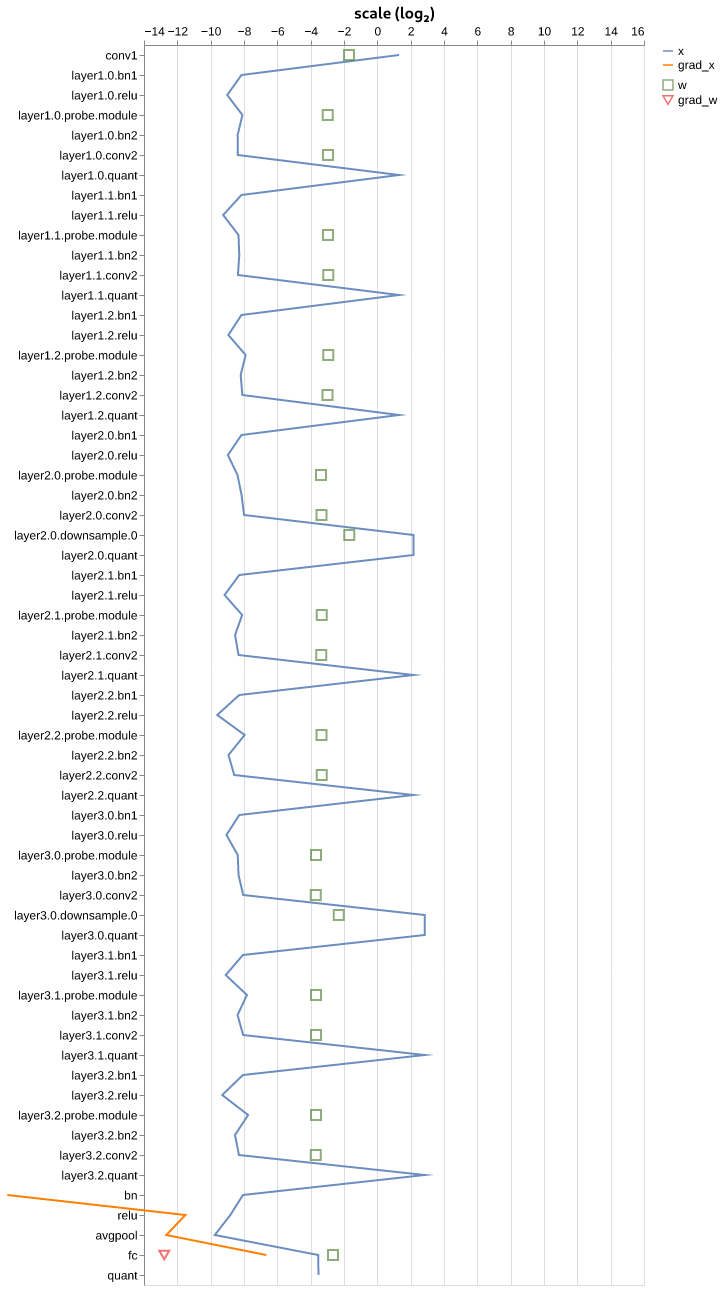 scale (log₂)
−14 −12 −10 −8 −6 −4 −2 0 2 4 6 8 10 12 14 16
x
grad_x
w
grad_w
conv1
layer1.0.bn1
layer1.0.relu
layer1.0.probe.module
layer1.0.bn2
layer1.0.conv2
layer1.0.quant
layer1.1.bn1
layer1.1.relu
layer1.1.probe.module
layer1.1.bn2
layer1.1.conv2
layer1.1.quant
layer1.2.bn1
layer1.2.relu
layer1.2.probe.module
layer1.2.bn2
layer1.2.conv2
layer1.2.quant
layer2.0.bn1
layer2.0.relu
layer2.0.probe.module
layer2.0.bn2
layer2.0.conv2
layer2.0.downsample.0
layer2.0.quant
layer2.1.bn1
layer2.1.relu
layer2.1.probe.module
layer2.1.bn2
layer2.1.conv2
layer2.1.quant
layer2.2.bn1
layer2.2.relu
layer2.2.probe.module
layer2.2.bn2
layer2.2.conv2
layer2.2.quant
layer3.0.bn1
layer3.0.relu
layer3.0.probe.module
layer3.0.bn2
layer3.0.conv2
layer3.0.downsample.0
layer3.0.quant
layer3.1.bn1
layer3.1.relu
layer3.1.probe.module
layer3.1.bn2
layer3.1.conv2
layer3.1.quant
layer3.2.bn1
layer3.2.relu
layer3.2.probe.module
layer3.2.bn2
layer3.2.conv2
layer3.2.quant
bn
relu
avgpool
fc
quant